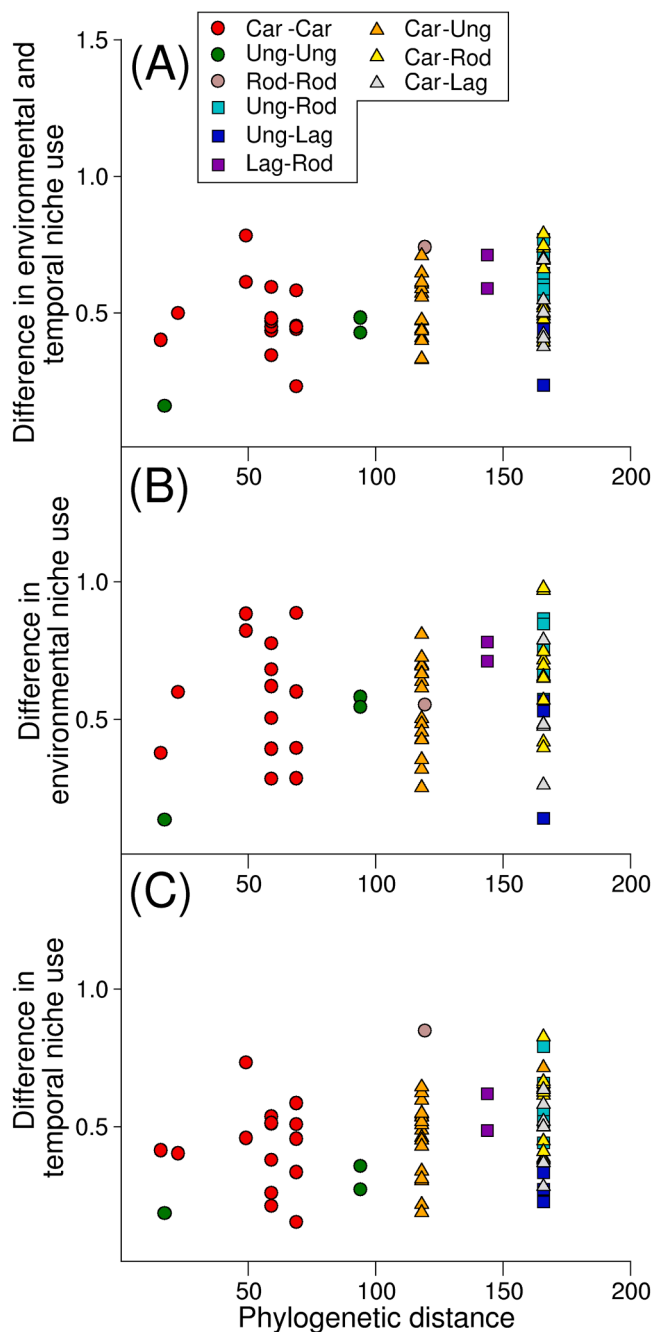 (A)
Car -Car
Ung-Ung
Rod-Rod
Ung-Rod
Ung-Lag
Lag-Rod
Car-Ung
Car-Rod
Car-Lag
Difference in environmental and
temporal niche use
1.5
1.0
0.5
50 100 150 200
(B)
Difference in
environmental niche use
1.0
0.5
50 100 150 200
(C)
Difference in
temporal niche use
1.0
0.5
50 100 150 200
Phylogenetic distance